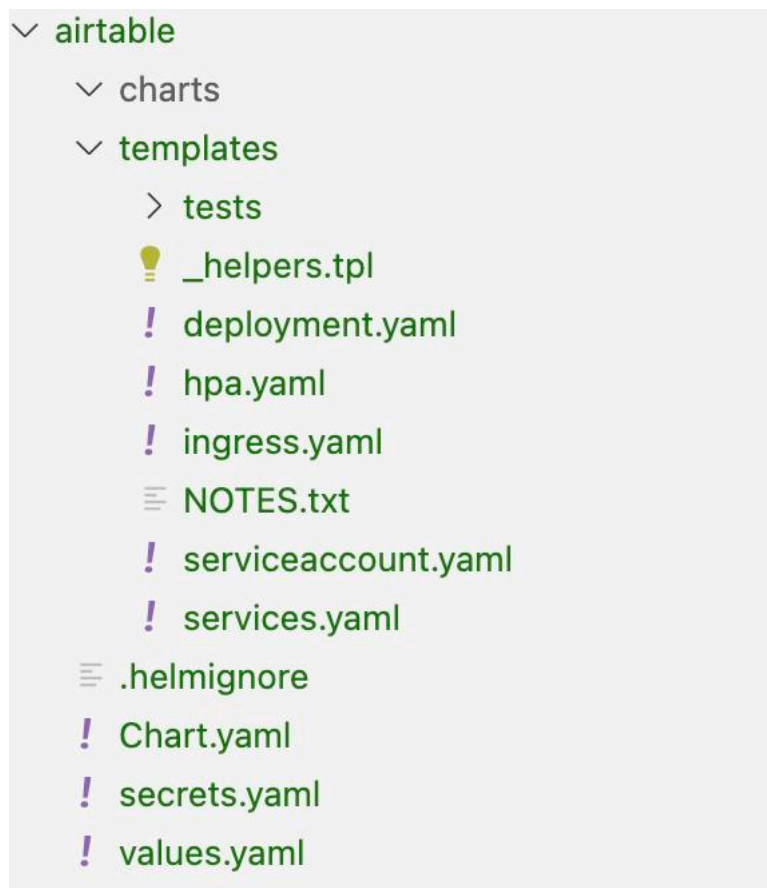 airtable
charts
templates
tests
_helpers.tpl
deployment.yaml
hpa.yaml
ingress.yaml
NOTES.txt
serviceaccount.yaml
services.yaml
.helmignore
Chart.yaml
secrets.yaml
values.yaml